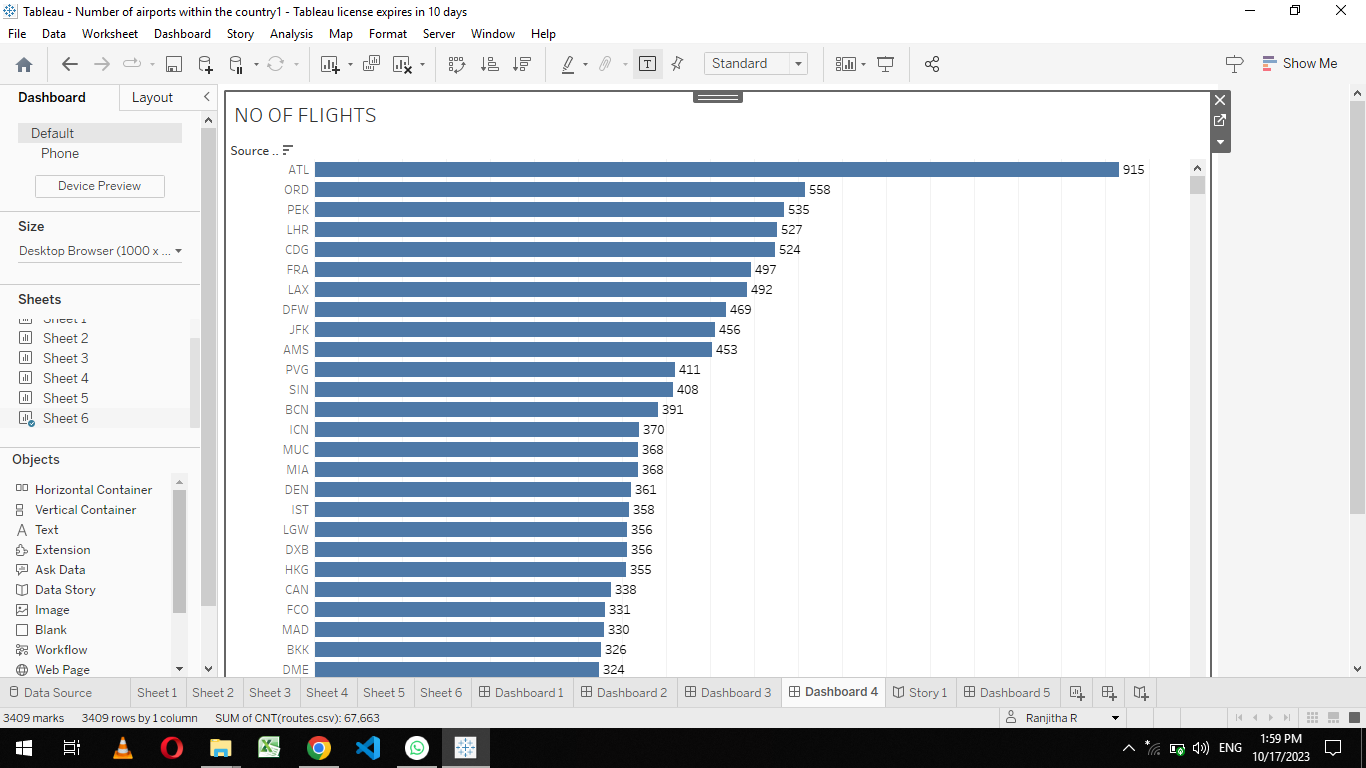 Tableau - Number of airports within the country1 - Tableau license expires in 10 days
File Data Worksheet Dashboard Story Analysis Map Format Server Window Help
Standard
Show Me
Dashboard Layout
Default
Phone
Device Preview
Size
Desktop Browser (1000 x ...
Sheets
Sheet 1
Sheet 2
Sheet 3
Sheet 4
Sheet 5
Sheet 6
Objects
Horizontal Container
Vertical Container
Text
Extension
Ask Data
Data Story
Image
Blank
Workflow
Web Page
NO OF FLIGHTS
Source ..
ATL 915
ORD 558
PEK 535
LHR 527
CDG 524
FRA 497
LAX 492
DFW 469
JFK 456
AMS 453
PVG 411
SIN 408
BCN 391
ICN 370
MUC 368
MIA 368
DEN 361
IST 358
LGW 356
DXB 356
HKG 355
CAN 338
FCO 331
MAD 330
BKK 326
DME 324
Data Source Sheet 1 Sheet 2 Sheet 3 Sheet 4 Sheet 5 Sheet 6 Dashboard 1 Dashboard 2 Dashboard 3 Dashboard 4 Story 1 Dashboard 5
3409 marks 3409 rows by 1 column SUM of CNT(routes.csv): 67,663 Ranjitha R
ENG 1:59 PM
10/17/2023